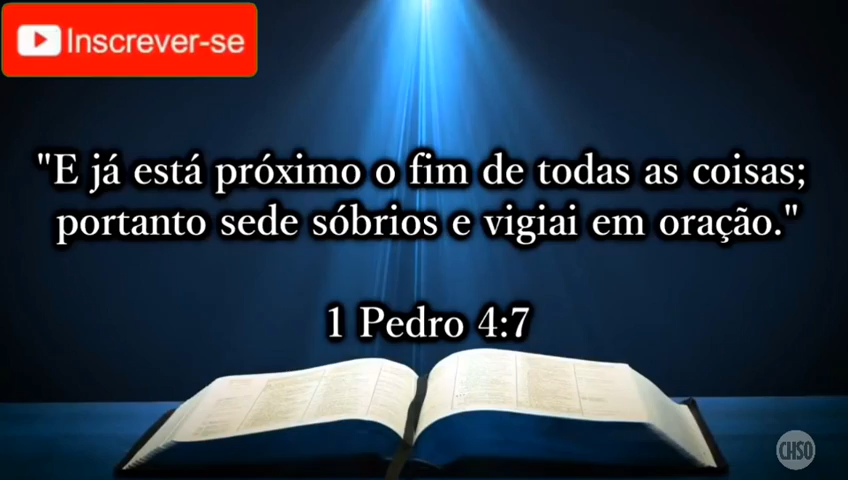 Inscrever-se
"E já está próximo o fim de todas as coisas;
portanto sede sóbrios e vigiai em oração."
1 Pedro 4:7
CHSO